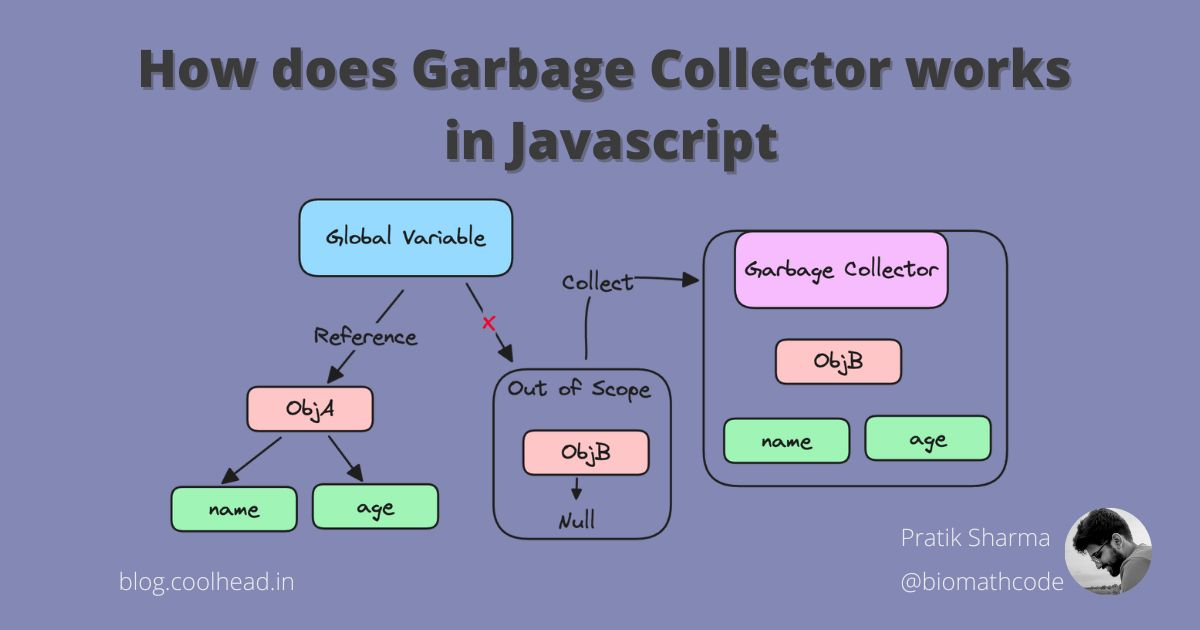 How does Garbage Collector works
in Javascript
Global Variable
Reference
x
ObjA
name
age
Collect
Out of Scope
ObjB
Null
Garbage Collector
ObjB
name
age
Pratik Sharma
@biomathcode
blog.coolhead.in